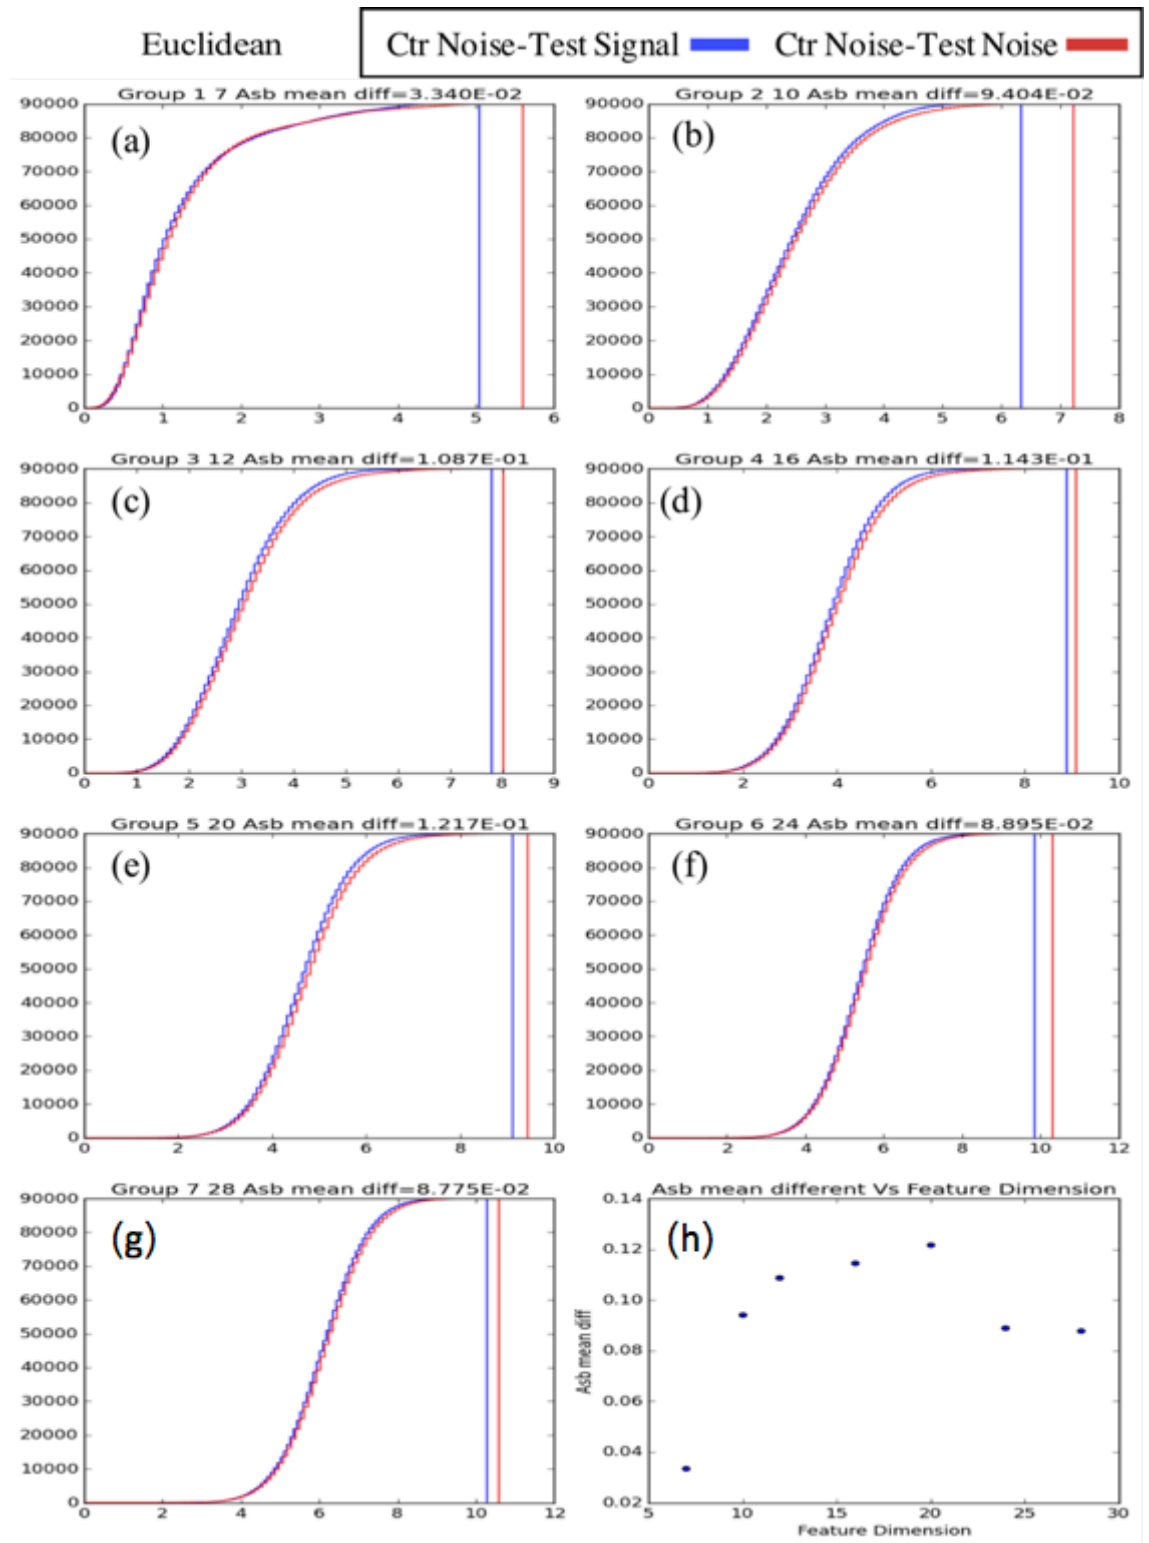 Euclidean
Ctr Noise-Test Signal
Ctr Noise-Test Noise
Group 1 7 Asb mean diff=3.340E-02
(a)
90000
80000
70000
60000
50000
40000
30000
20000
10000
0
0 1 2 3 4 5 6
Group 2 10 Asb mean diff=9.404E-02
(b)
90000
80000
70000
60000
50000
40000
30000
20000
10000
0
0 1 2 3 4 5 6 7 8
Group 3 12 Asb mean diff=1.087E-01
(c)
90000
80000
70000
60000
50000
40000
30000
20000
10000
0
0 1 2 3 4 5 6 7 8 9
Group 4 16 Asb mean diff=1.143E-01
(d)
90000
80000
70000
60000
50000
40000
30000
20000
10000
0
0 2 4 6 8 10
Group 5 20 Asb mean diff=1.217E-01
(e)
90000
80000
70000
60000
50000
40000
30000
20000
10000
0
0 2 4 6 8 10
Group 6 24 Asb mean diff=8.895E-02
(f)
90000
80000
70000
60000
50000
40000
30000
20000
10000
0
0 2 4 6 8 10 12
Group 7 28 Asb mean diff=8.775E-02
(g)
90000
80000
70000
60000
50000
40000
30000
20000
10000
0
0 2 4 6 8 10 12
Asb mean different Vs Feature Dimension
(h)
Asb mean diff
0.14
0.12
0.10
0.08
0.06
0.04
0.02
5 10 15 20 25 30
Feature Dimension